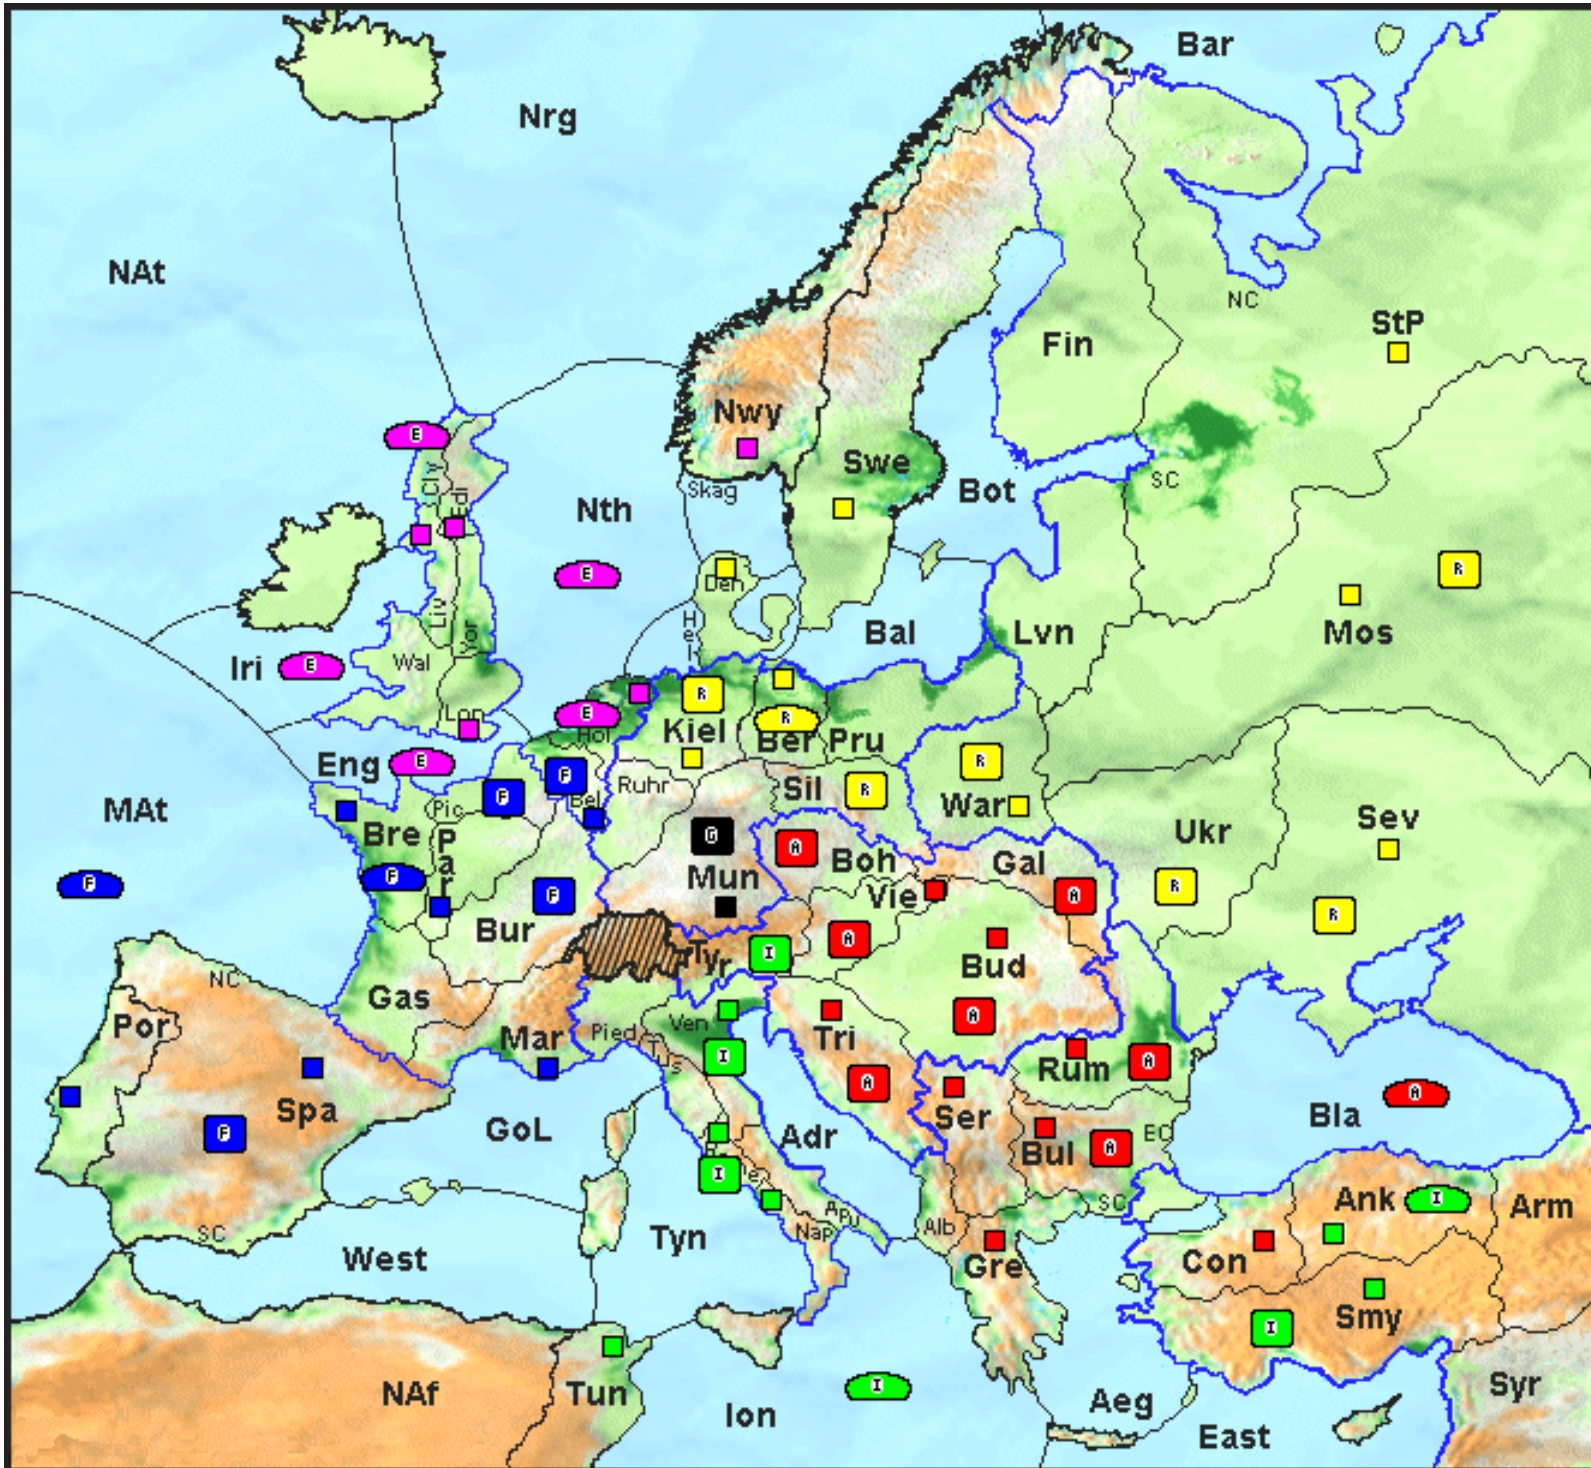 Bar
Nrg
NAt
NC
StP
Fin
Nwy
Swe
SC
Skag
Bot
E
Cly
Edi
Nth
R
E
Den
Hel
Liv
Yor
Bal
Lvn
Mos
Iri
E
Wal
R
E
Lon
Hol
Kiel
R
Ber
Pru
Eng
E
F
R
Ruhr
Sil
R
War
MAt
F
Pic
Bel
Bre
Par
G
A
Boh
Ukr
Sev
Gal
F
F
F
Mun
Vie
A
R
R
Bur
A
Tyr
I
Bud
NC
Gas
Por
Mar
Pied
Ven
Tri
A
Tus
I
Rum
A
A
Ser
A
Bla
Spa
F
GoL
Adr
Bul
A
EC
I
Rom
Ank
I
Arm
SC
Apu
SC
West
Tyn
Nap
Alb
Gre
Con
Smy
I
NAf
Tun
I
Ion
Aeg
Syr
East